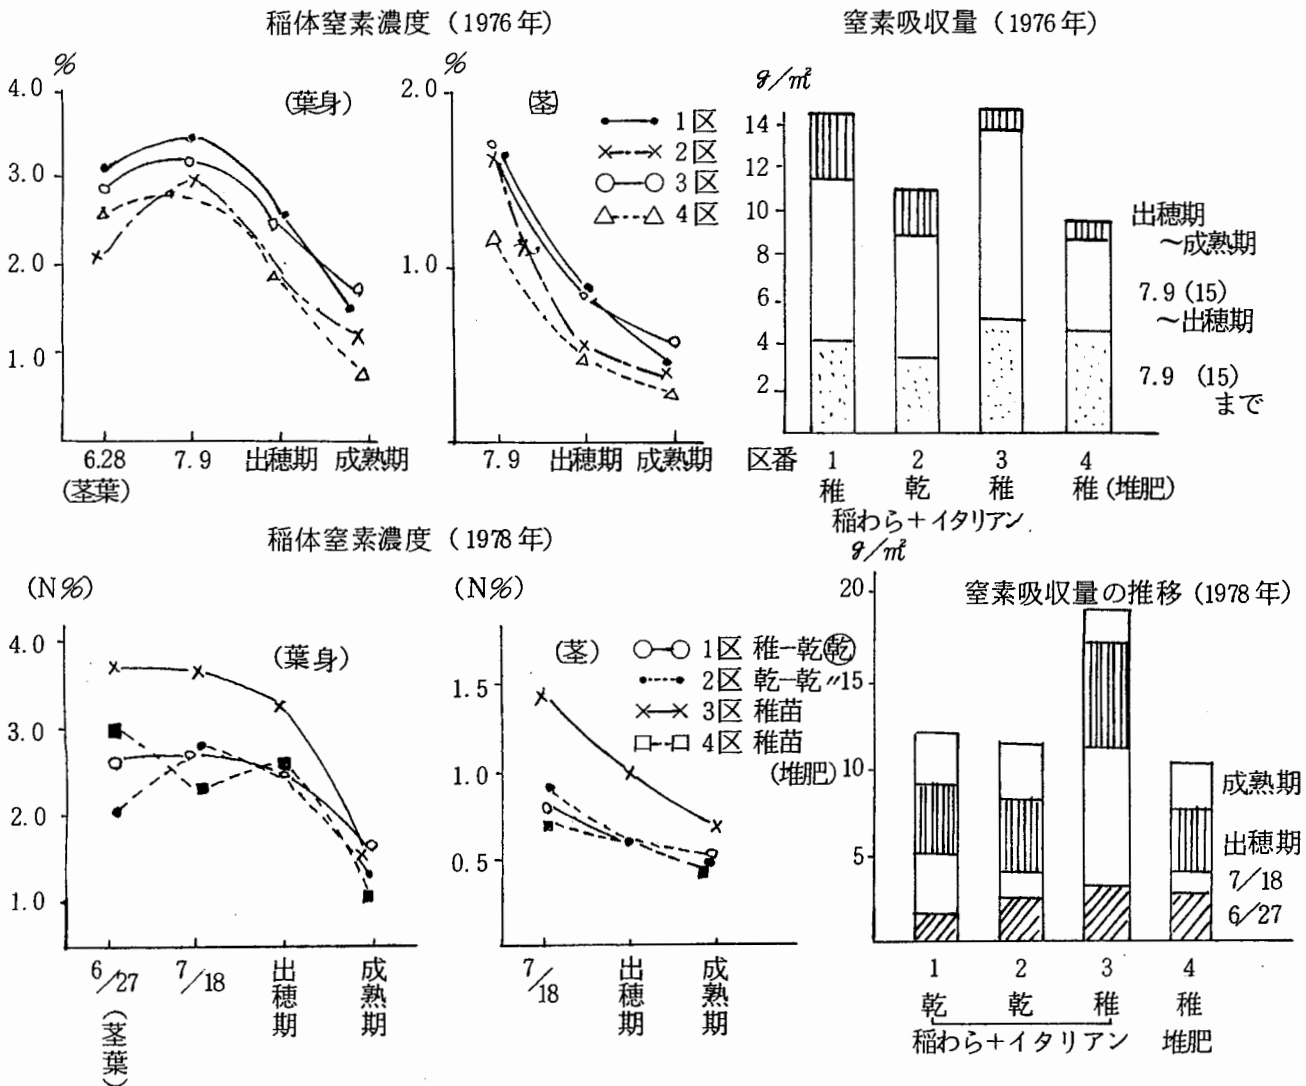 稲体窒素濃度 (1976年)
%
(葉身)
4.0
3.0
2.0
1.0
6.28
7.9
出穂期
成熟期
(茎葉)
%
(茎)
2.0
1.0
1区
2区
3区
4区
7.9
出穂期
成熟期
窒素吸収量 (1976年)
g/㎡
14
12
10
8
6
4
2
出穂期
〜成熟期
7.9 (15)
〜出穂期
7.9 (15)
まで
区番 1 2 3 4
稚 乾 稚 稚 (堆肥)
稲わら+イタリアン
稲体窒素濃度 (1978年)
(N%)
(葉身)
4.0
3.0
2.0
1.0
6/27
7/18
出穂期
成熟期
(茎葉)
(N%)
(茎)
1.5
1.0
0.5
1区 稚−乾㊣乾
2区 乾−乾〃
3区 稚苗
4区 稚苗
(堆肥)
7/18
出穂期
成熟期
g/㎡
窒素吸収量の推移 (1978年)
20
15
10
5
成熟期
出穂期
7/18
6/27
1 2 3 4
乾 乾 稚 稚
稲わら+イタリアン 堆肥